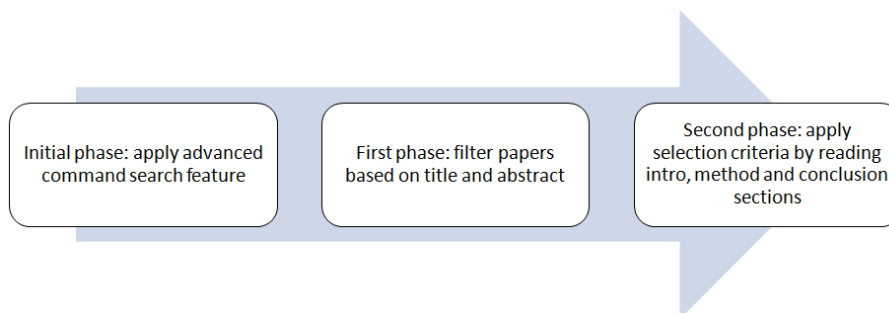 Initial phase: apply advanced
command search feature
First phase: filter papers
based on title and abstract
Second phase: apply
selection criteria by reading
intro, method and conclusion
sections